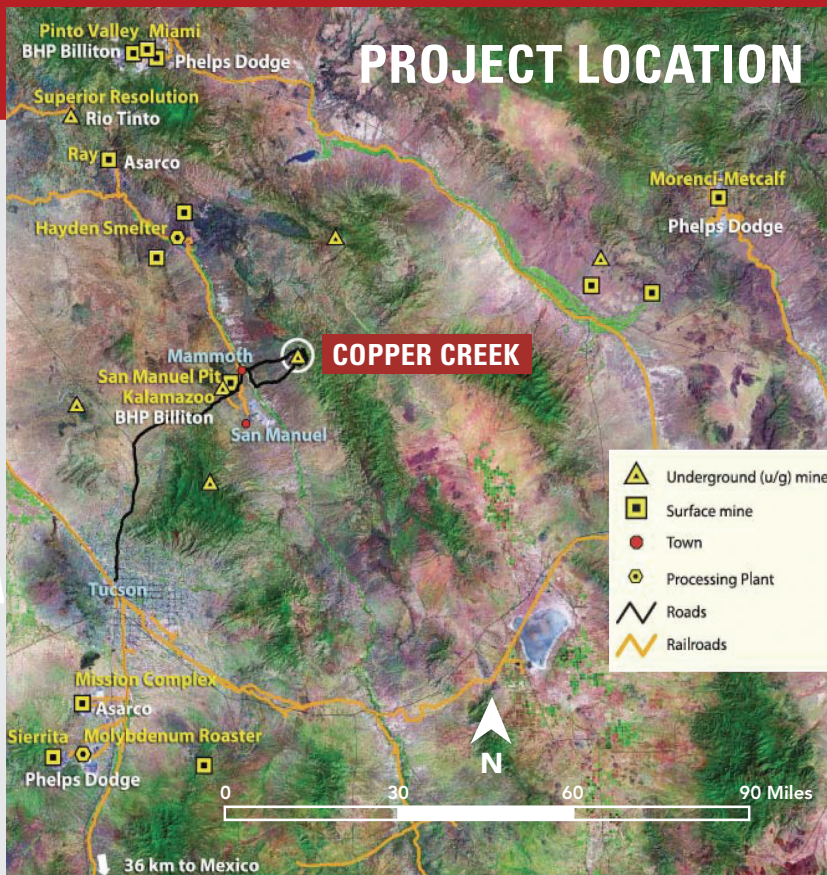 PROJECT LOCATION
Pinto Valley Miami
BHP Billiton
Phelps Dodge
Superior Resolution
Rio Tinto
Ray
Asarco
Morenci-Metcalf
Phelps Dodge
Hayden Smelter
COPPER CREEK
Mammoth
San Manuel Pit
Kalamazoo
BHP Billiton
San Manuel
Underground (u/g) mine
Surface mine
Town
Processing Plant
Roads
Railroads
Tucson
Mission Complex
Asarco
Sierrita Molybdenum Roaster
Phelps Dodge
N
0 30 60 90 Miles
36 km to Mexico